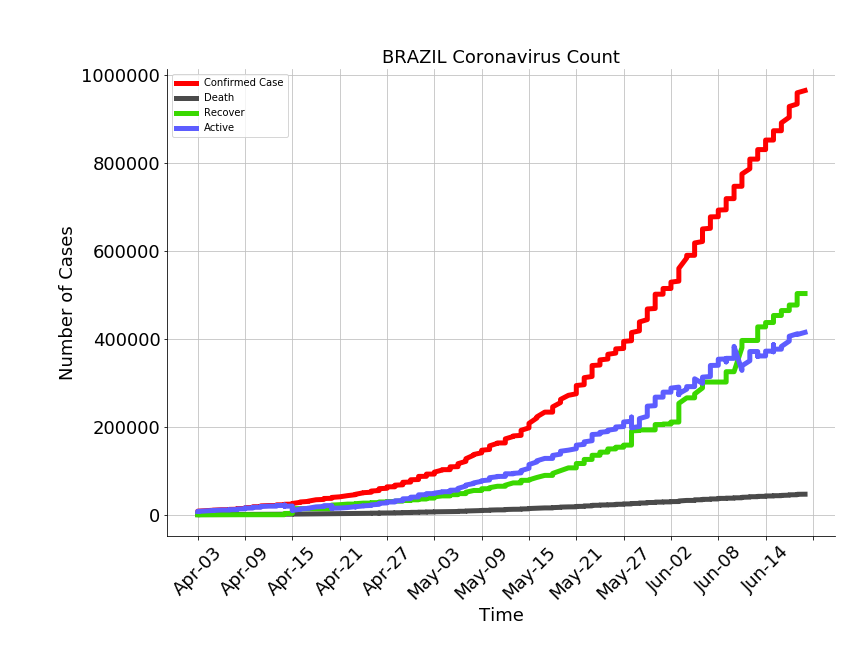 BRAZIL Coronavirus Count
1000000
800000
600000
400000
200000
0
Number of Cases
Confirmed Case
Death
Recover
Active
Apr-03
Apr-09
Apr-15
Apr-21
Apr-27
May-03
May-09
May-15
May-21
May-27
Jun-02
Jun-08
Jun-14
Time